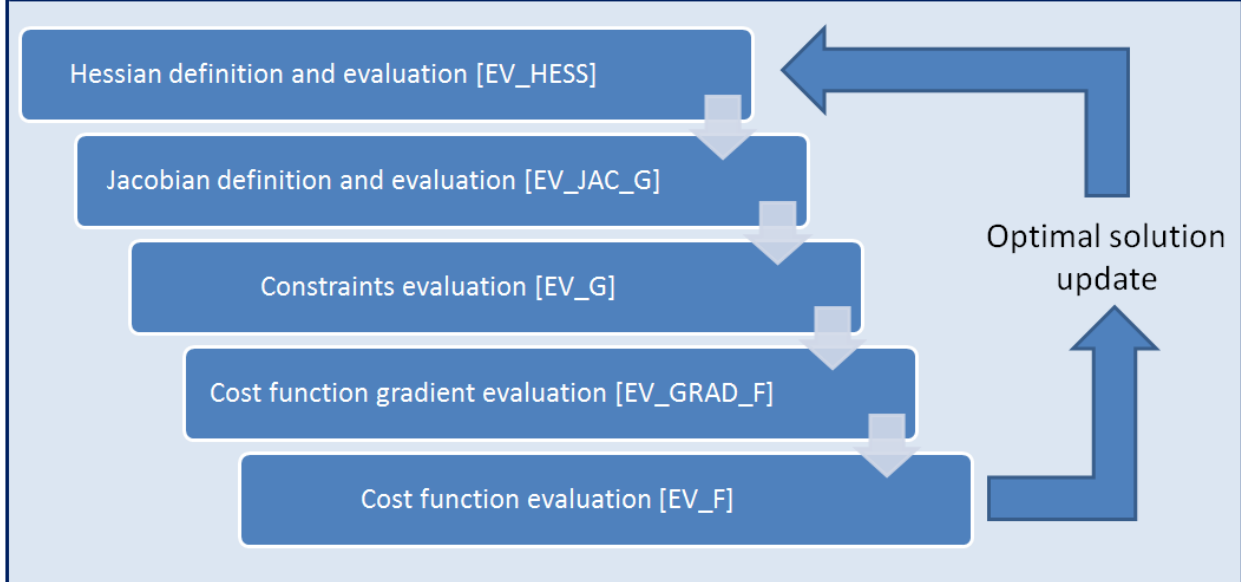 Hessian definition and evaluation [EV_HESS]
Jacobian definition and evaluation [EV_JAC_G]
Constraints evaluation [EV_G]
Cost function gradient evaluation [EV_GRAD_F]
Cost function evaluation [EV_F]
Optimal solution
update